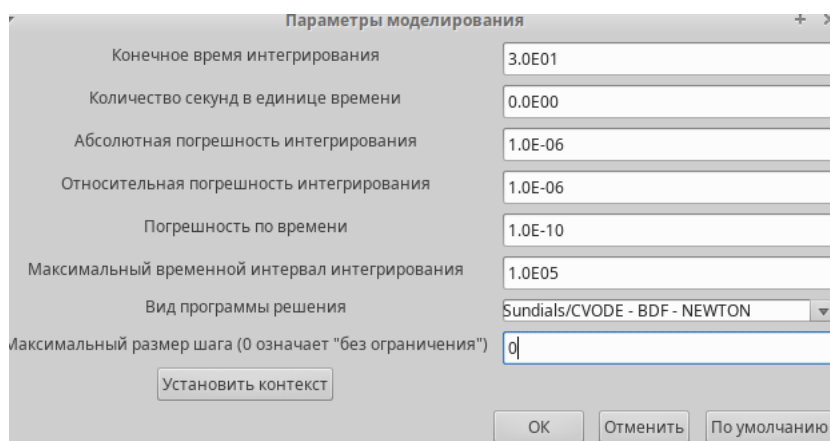 Параметры моделирования
Конечное время интегрирования 3.0E01
Количество секунд в единице времени 0.0E00
Абсолютная погрешность интегрирования 1.0E-06
Относительная погрешность интегрирования 1.0E-06
Погрешность по времени 1.0E-10
Максимальный временной интервал интегрирования 1.0E05
Вид программы решения Sundials/CVODE - BDF - NEWTON
Максимальный размер шага (0 означает "без ограничения") 0
Установить контекст
ОК Отменить По умолчанию